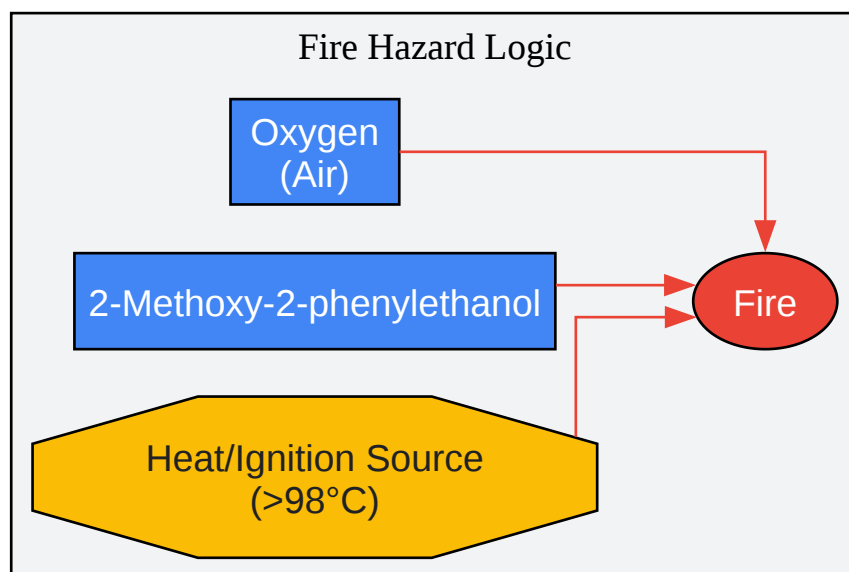 Fire Hazard Logic
Oxygen
(Air)
2-Methoxy-2-phenylethanol
Fire
Heat/Ignition Source
(>98°C)